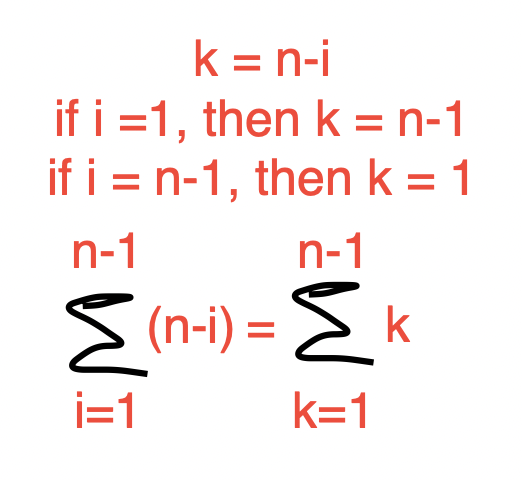 k = n-i
if i =1, then k = n-1
if i = n-1, then k = 1
n-1 n-1
∑ (n-i) = ∑ k
i=1 k=1